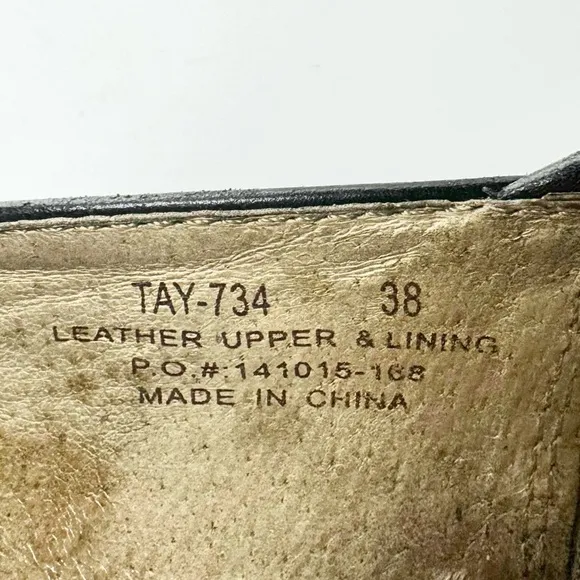 TAY-734 38
LEATHER UPPER & LINING
P.O.#:141015-168
MADE IN CHINA